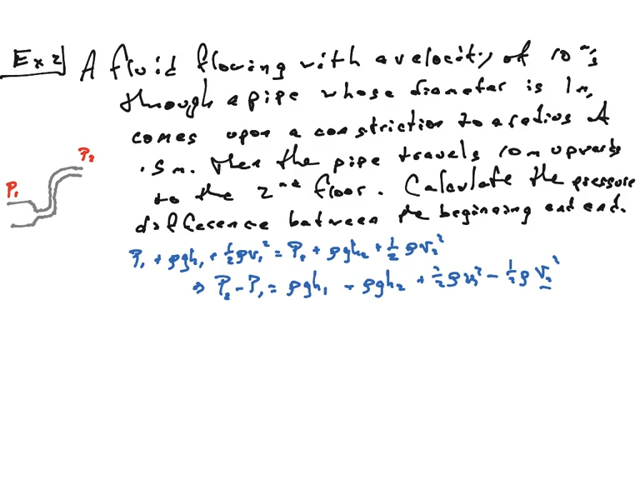 Ex 2] A fluid flowing with a velocity of 10 m/s
through a pipe whose diameter is 1m,
comes upon a constriction to a radius of
.5m. Then the pipe travels 10m upwards
to the 2nd floor. Calculate the pressure
difference between the beginning and end.
P₁
P₂
P₁ + ρgh₁ + ½ρv₁² = P₂ + ρgh₂ + ½ρv₂²
⇒ P₂ - P₁ = ρgh₁ - ρgh₂ + ½ρv₁² - ½ρv₂²